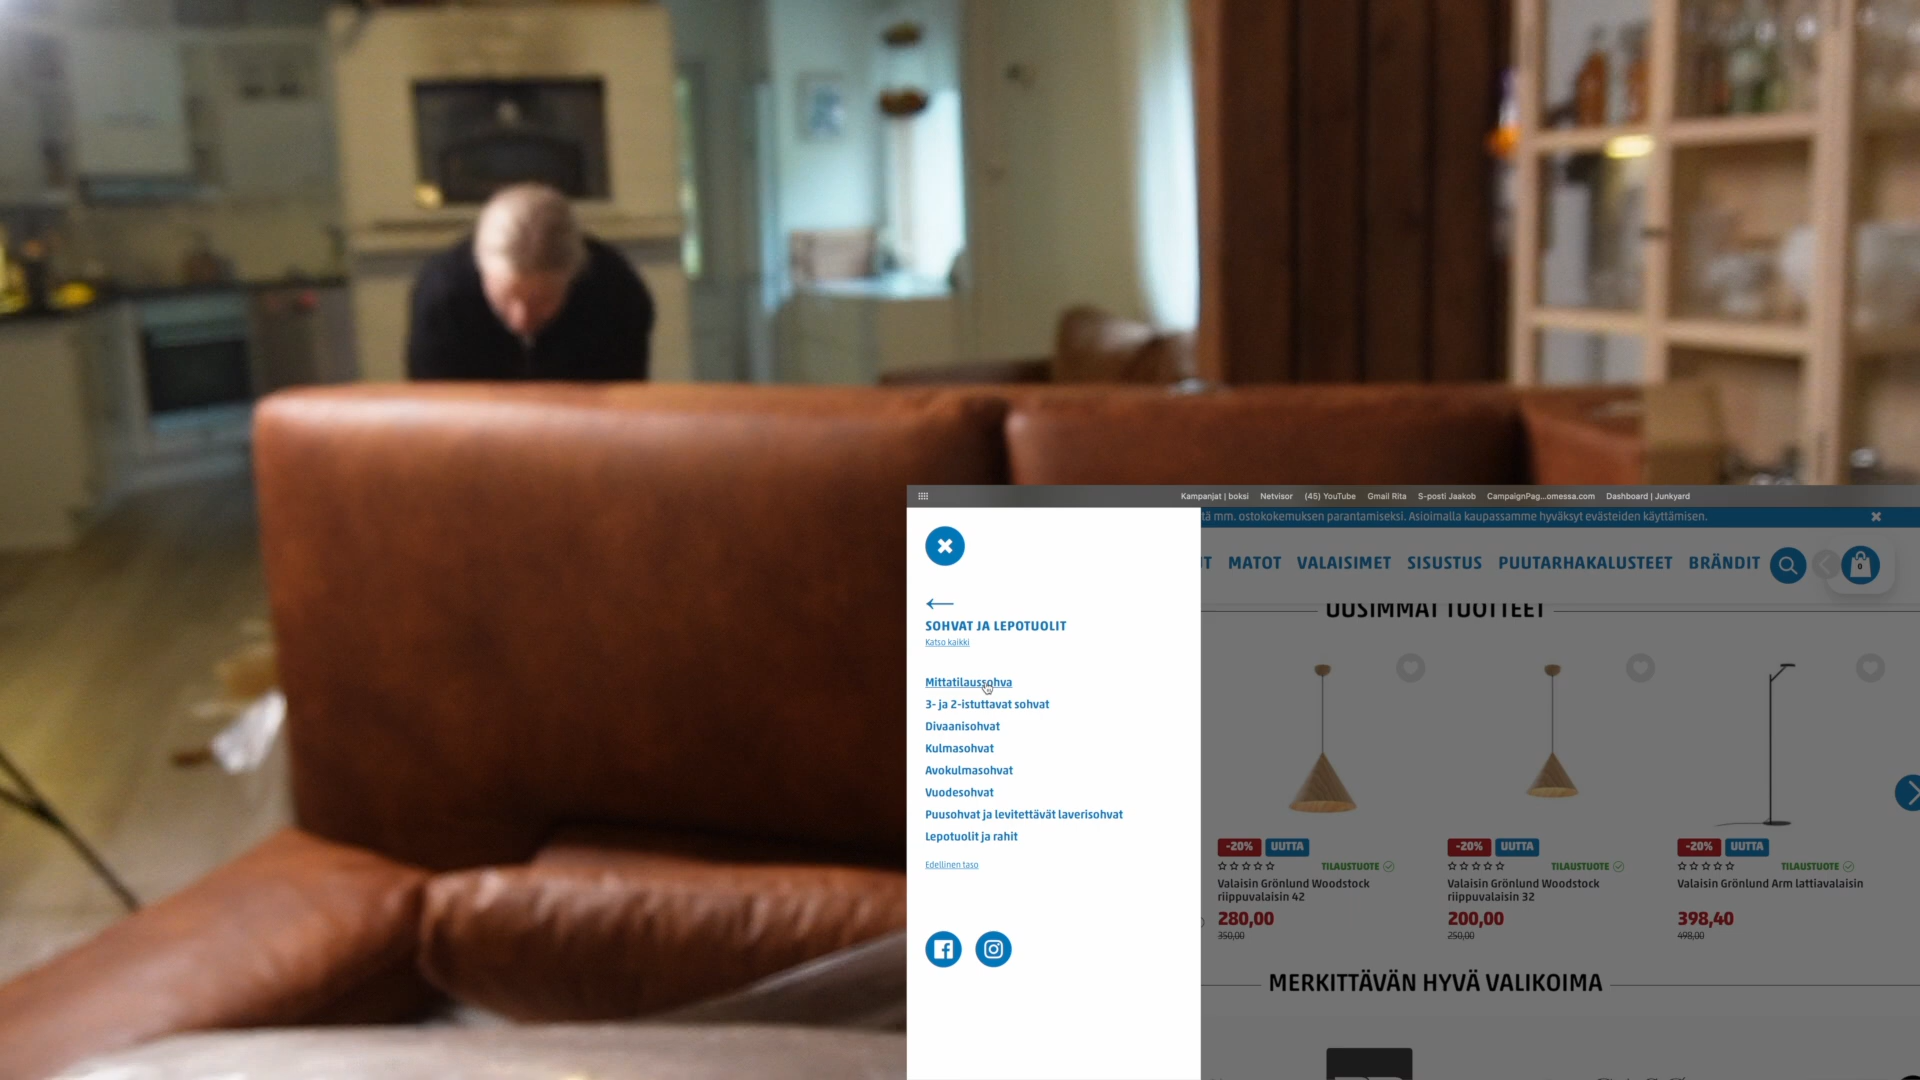 Kampanjat | boksi Netvisor (45) YouTube Gmail Rita S-posti Jaakob CampaignPag...omessa.com Dashboard | Junkyard
tä mm. ostokokemuksen parantamiseksi. Asioimalla kaupassamme hyväksyt evästeiden käyttämisen.
MATOT VALAISIMET SISUSTUS PUUTARHAKALUSTEET BRÄNDIT
0
SOHVAT JA LEPOTUOLIT
Katso kaikki
Mittatilaussohva
3- ja 2-istuttavat sohvat
Divaanisohvat
Kulmasohvat
Avokulmasohvat
Vuodesohvat
Puusohvat ja levitettävät laverisohvat
Lepotuolit ja rahit
Edellinen taso
UUSIMMAT TUOTTEET
-20% UUTTA
TILAUSTUOTE
Valaisin Grönlund Woodstock
riippuvalaisin 42
280,00
350,00
-20% UUTTA
TILAUSTUOTE
Valaisin Grönlund Woodstock
riippuvalaisin 32
200,00
250,00
-20% UUTTA
TILAUSTUOTE
Valaisin Grönlund Arm lattiavalaisin
398,40
498,00
MERKITTÄVÄN HYVÄ VALIKOIMA